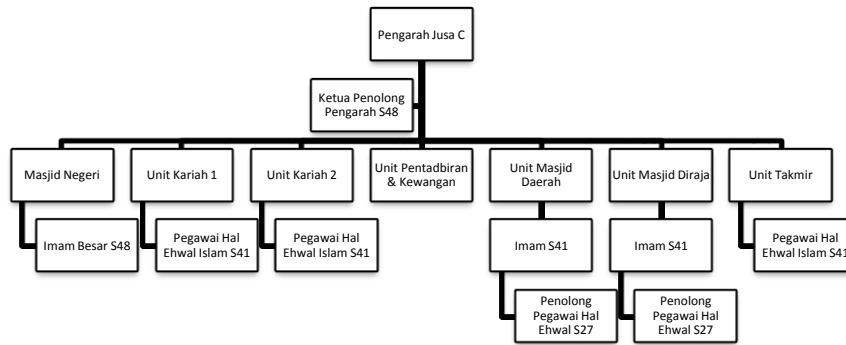 Pengarah Jusa C
Ketua Penolong
Pengarah S48
Masjid Negeri
Unit Kariah 1
Unit Kariah 2
Unit Pentadbiran
& Kewangan
Unit Masjid
Daerah
Unit Masjid Diraja
Unit Takmir
Imam Besar S48
Pegawai Hal
Ehwal Islam S41
Pegawai Hal
Ehwal Islam S41
Imam S41
Imam S41
Pegawai Hal
Ehwal Islam S41
Penolong
Pegawai Hal
Ehwal S27
Penolong
Pegawai Hal
Ehwal S27